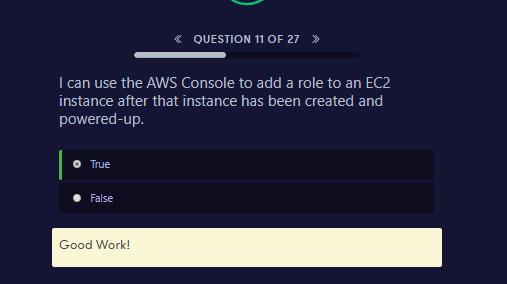 « QUESTION 11 OF 27 »
I can use the AWS Console to add a role to an EC2
instance after that instance has been created and
powered-up.
True
False
Good Work!